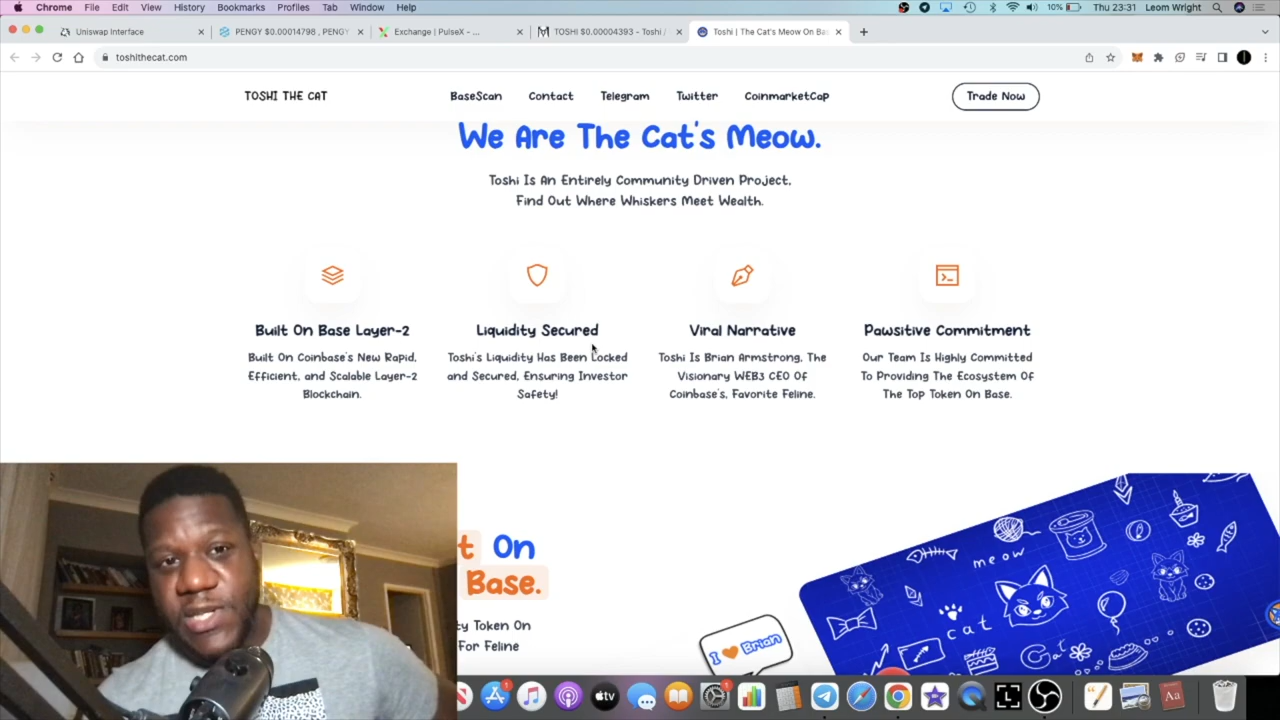 Chrome File Edit View History Bookmarks Profiles Tab Window Help 10% Thu 23:31 Leom Wright
Uniswap Interface
PENGY $0.00014798 , PENGY
Exchange | PulseX - ...
TOSHI $0.00004393 - Toshi /
Toshi | The Cat's Meow On Ba
toshithecat.com
TOSHI THE CAT BaseScan Contact Telegram Twitter CoinmarketCap Trade Now
We Are The Cat's Meow.
Toshi Is An Entirely Community Driven Project,
Find Out Where Whiskers Meet Wealth.
Built On Base Layer-2
Built On Coinbase's New Rapid,
Efficient, and Scalable Layer-2
Blockchain.
Liquidity Secured
Toshi's Liquidity Has Been Locked
and Secured, Ensuring Investor
Safety!
Viral Narrative
Toshi Is Brian Armstrong, The
Visionary WEB3 CEO Of
Coinbase's, Favorite Feline.
Pawsitive Commitment
Our Team Is Highly Committed
To Providing The Ecosystem Of
The Top Token On Base.
t On
Base.
ty Token On
For Feline
I Brian
meow
cat
Cat
tv
Aa